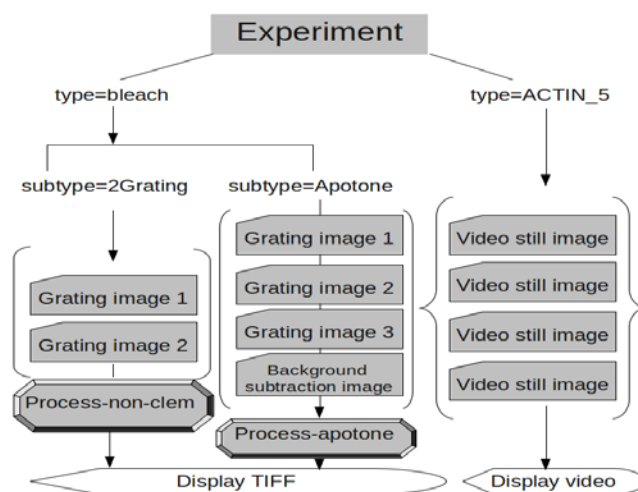 Experiment
type=bleach
type=ACTIN_5
subtype=2Grating
subtype=Apotone
Grating image 1
Grating image 2
Process-non-clem
Grating image 1
Grating image 2
Grating image 3
Background
subtraction image
Process-apotone
Display TIFF
Video still image
Video still image
Video still image
Video still image
Display video